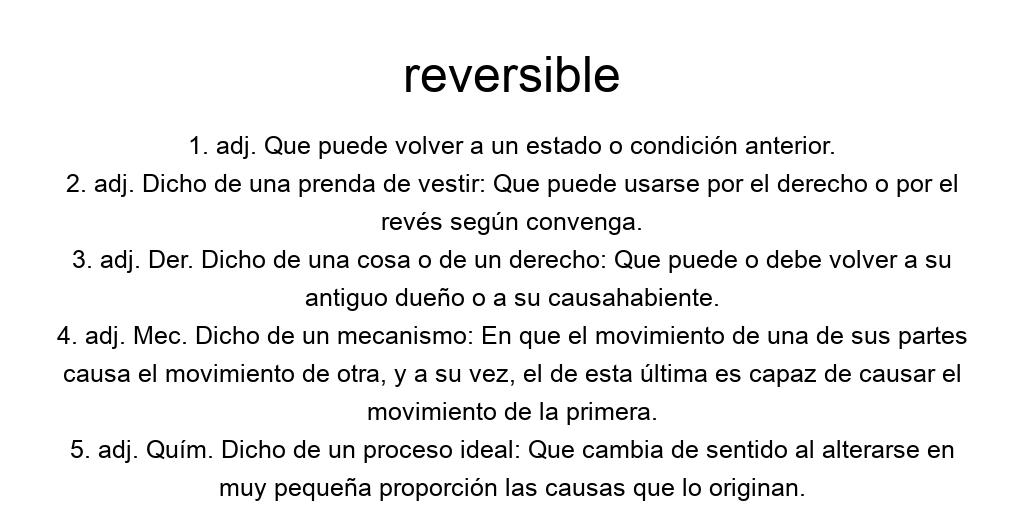 reversible
1. adj. Que puede volver a un estado o condición anterior.
2. adj. Dicho de una prenda de vestir: Que puede usarse por el derecho o por el
revés según convenga.
3. adj. Der. Dicho de una cosa o de un derecho: Que puede o debe volver a su
antiguo dueño o a su causahabiente.
4. adj. Mec. Dicho de un mecanismo: En que el movimiento de una de sus partes
causa el movimiento de otra, y a su vez, el de esta última es capaz de causar el
movimiento de la primera.
5. adj. Quím. Dicho de un proceso ideal: Que cambia de sentido al alterarse en
muy pequeña proporción las causas que lo originan.